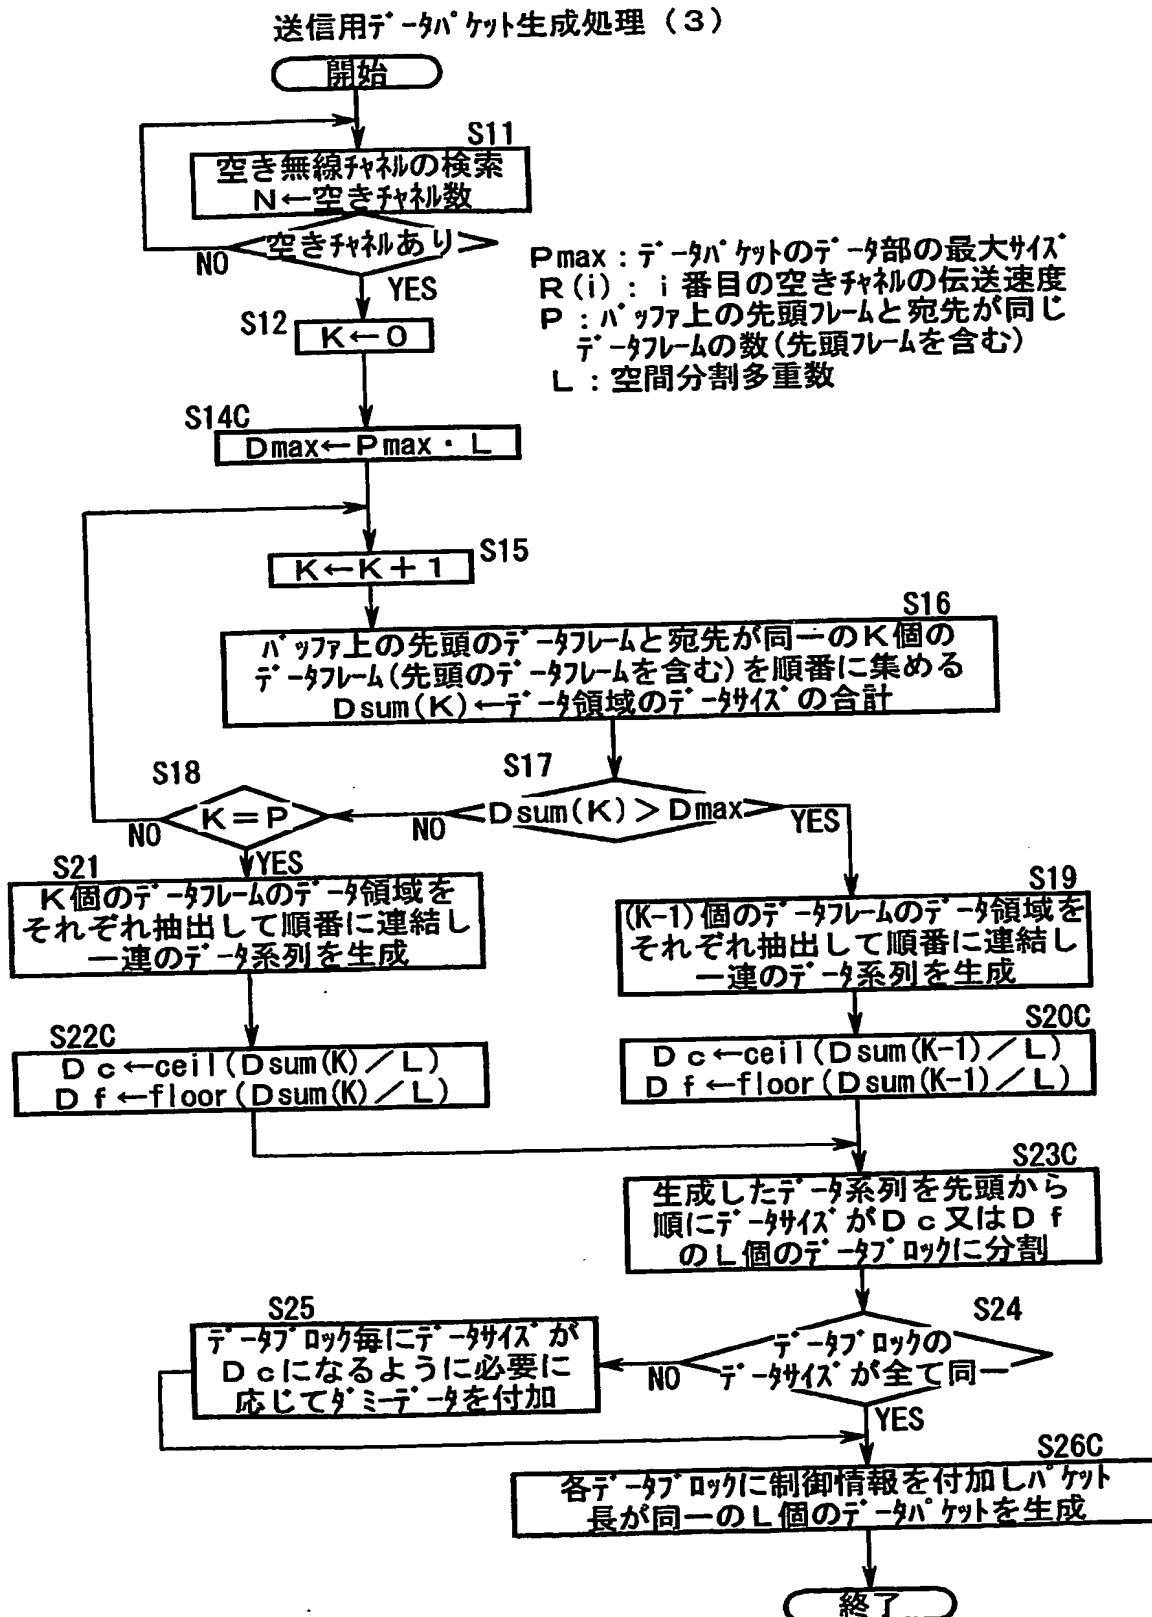 送信用ﾃﾞｰﾀﾊﾟｹｯﾄ生成処理（３）
開始
S11
空き無線ﾁｬﾈﾙの検索
N←空きﾁｬﾈﾙ数
空きﾁｬﾈﾙあり
NO
YES
Pmax：ﾃﾞｰﾀﾊﾟｹｯﾄのﾃﾞｰﾀ部の最大ｻｲｽﾞ
R(i)：i番目の空きﾁｬﾈﾙの伝送速度
P：ﾊﾞｯﾌｧ上の先頭ﾌﾚｰﾑと宛先が同じ
ﾃﾞｰﾀﾌﾚｰﾑの数(先頭ﾌﾚｰﾑを含む)
L：空間分割多重数
S12
K←0
S14C
Dmax←Pmax・L
S15
K←K＋1
S16
ﾊﾞｯﾌｧ上の先頭のﾃﾞｰﾀﾌﾚｰﾑと宛先が同一のK個の
ﾃﾞｰﾀﾌﾚｰﾑ(先頭のﾃﾞｰﾀﾌﾚｰﾑを含む)を順番に集める
Dsum(K)←ﾃﾞｰﾀ領域のﾃﾞｰﾀｻｲｽﾞの合計
S17
Dsum(K)＞Dmax
NO
YES
S18
K＝P
NO
YES
S21
K個のﾃﾞｰﾀﾌﾚｰﾑのﾃﾞｰﾀ領域を
それぞれ抽出して順番に連結し
一連のﾃﾞｰﾀ系列を生成
S19
(K-1)個のﾃﾞｰﾀﾌﾚｰﾑのﾃﾞｰﾀ領域を
それぞれ抽出して順番に連結し
一連のﾃﾞｰﾀ系列を生成
S22C
Dc←ceil(Dsum(K)／L)
Df←floor(Dsum(K)／L)
S20C
Dc←ceil(Dsum(K-1)／L)
Df←floor(Dsum(K-1)／L)
S23C
生成したﾃﾞｰﾀ系列を先頭から
順にﾃﾞｰﾀｻｲｽﾞがDc又はDf
のL個のﾃﾞｰﾀﾌﾞﾛｯｸに分割
S24
ﾃﾞｰﾀﾌﾞﾛｯｸの
ﾃﾞｰﾀｻｲｽﾞが全て同一
NO
YES
S25
ﾃﾞｰﾀﾌﾞﾛｯｸ毎にﾃﾞｰﾀｻｲｽﾞが
Dcになるように必要に
応じてﾀﾞﾐｰﾃﾞｰﾀを付加
S26C
各ﾃﾞｰﾀﾌﾞﾛｯｸに制御情報を付加しﾊﾟｹｯﾄ
長が同一のL個のﾃﾞｰﾀﾊﾟｹｯﾄを生成
終了